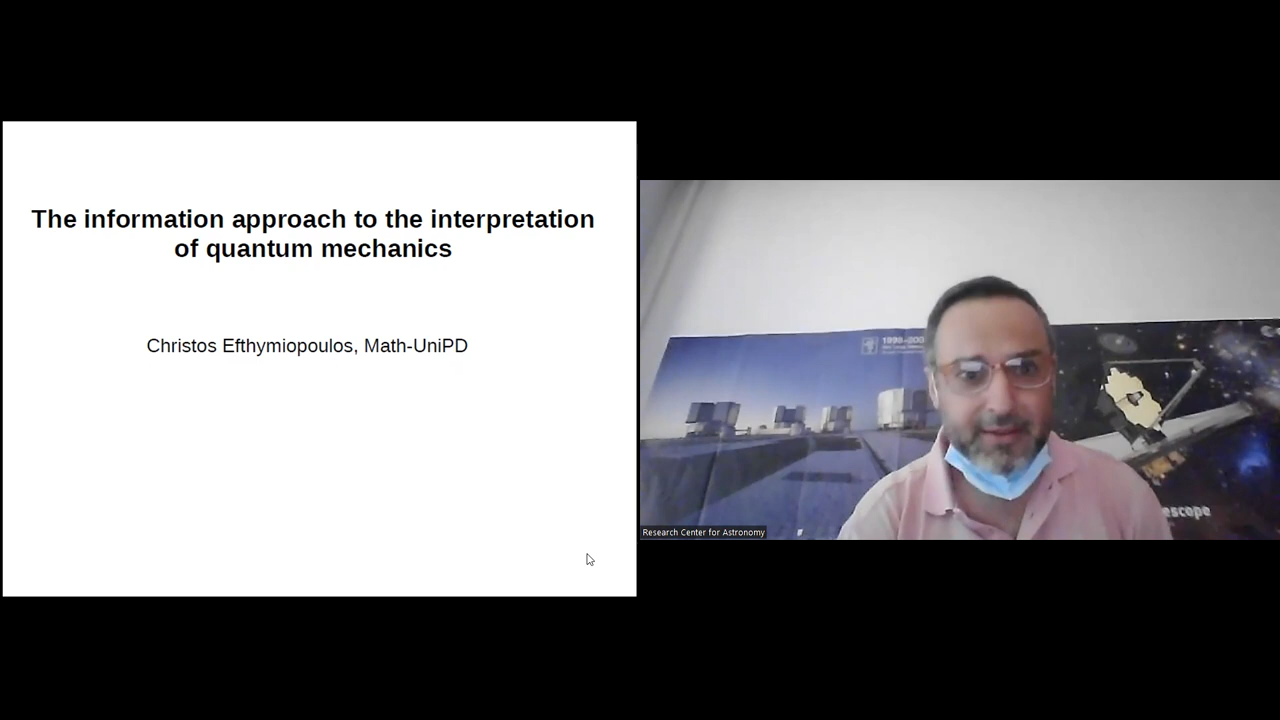 The information approach to the interpretation
of quantum mechanics
Christos Efthymiopoulos, Math-UniPD
Research Center for Astronomy
escope